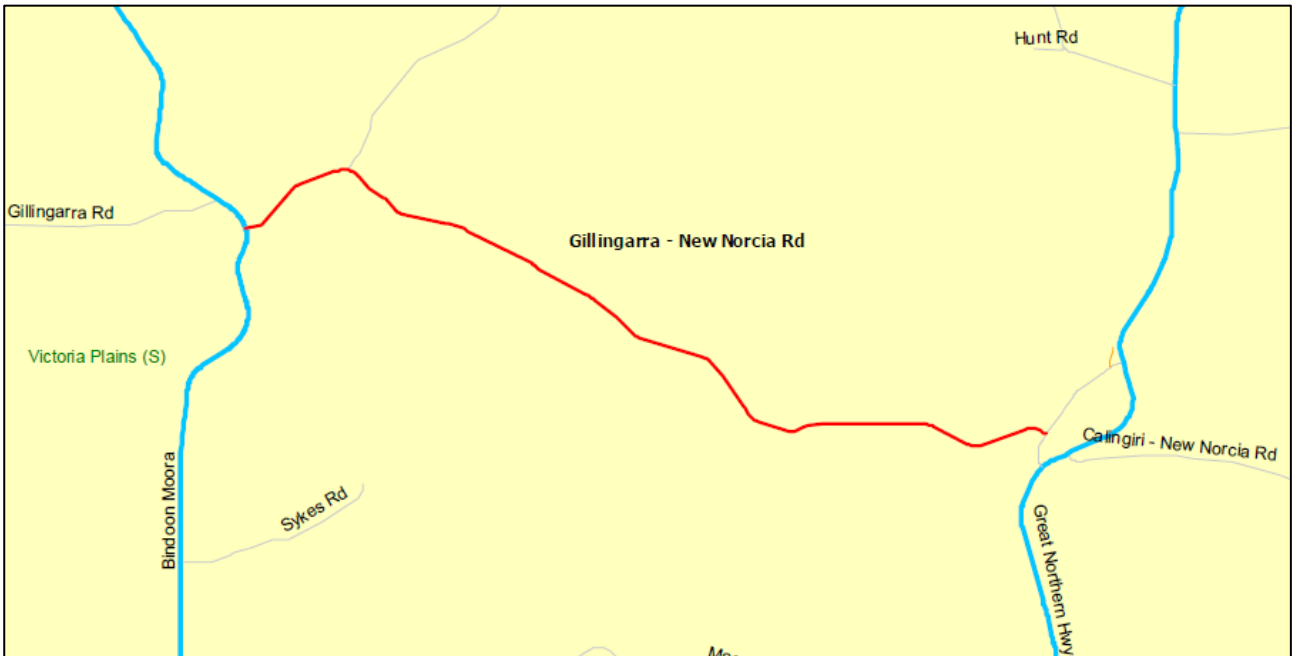 Hunt Rd
Gillingarra Rd
Gillingarra - New Norcia Rd
Victoria Plains (S)
Calingiri - New Norcia Rd
Bindoon Moora
Sykes Rd
Great Northern Hwy